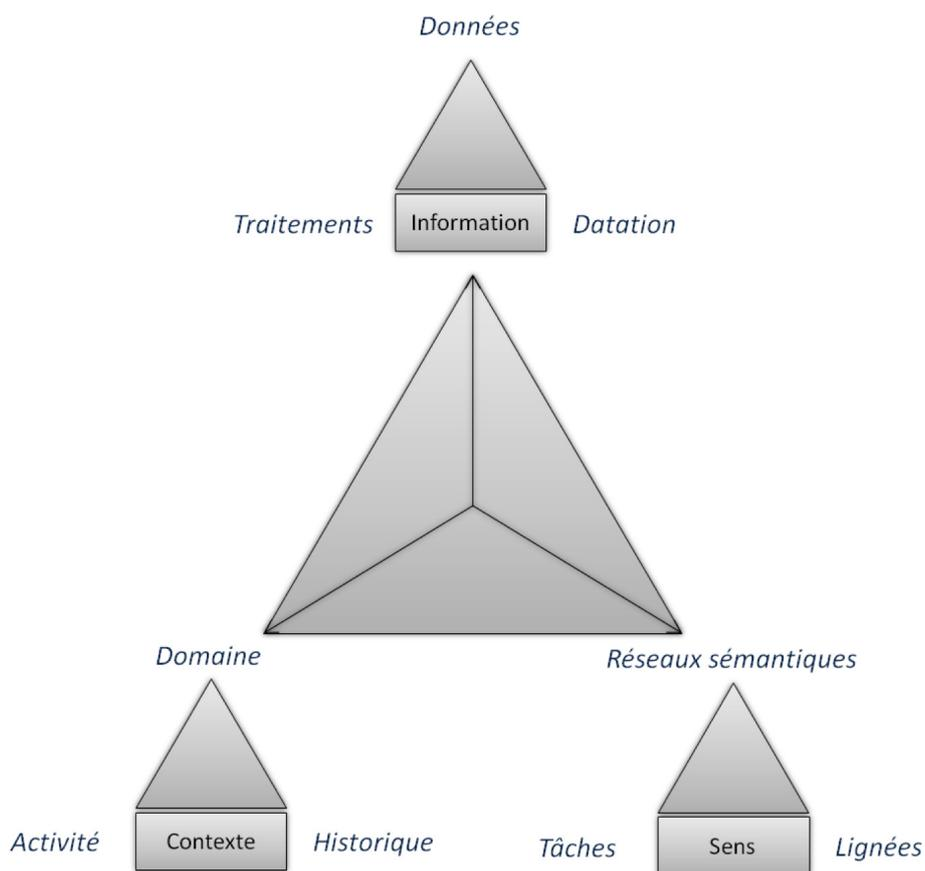 Données
Traitements Information Datation
Domaine
Réseaux sémantiques
Activité Contexte Historique
Tâches Sens Lignées